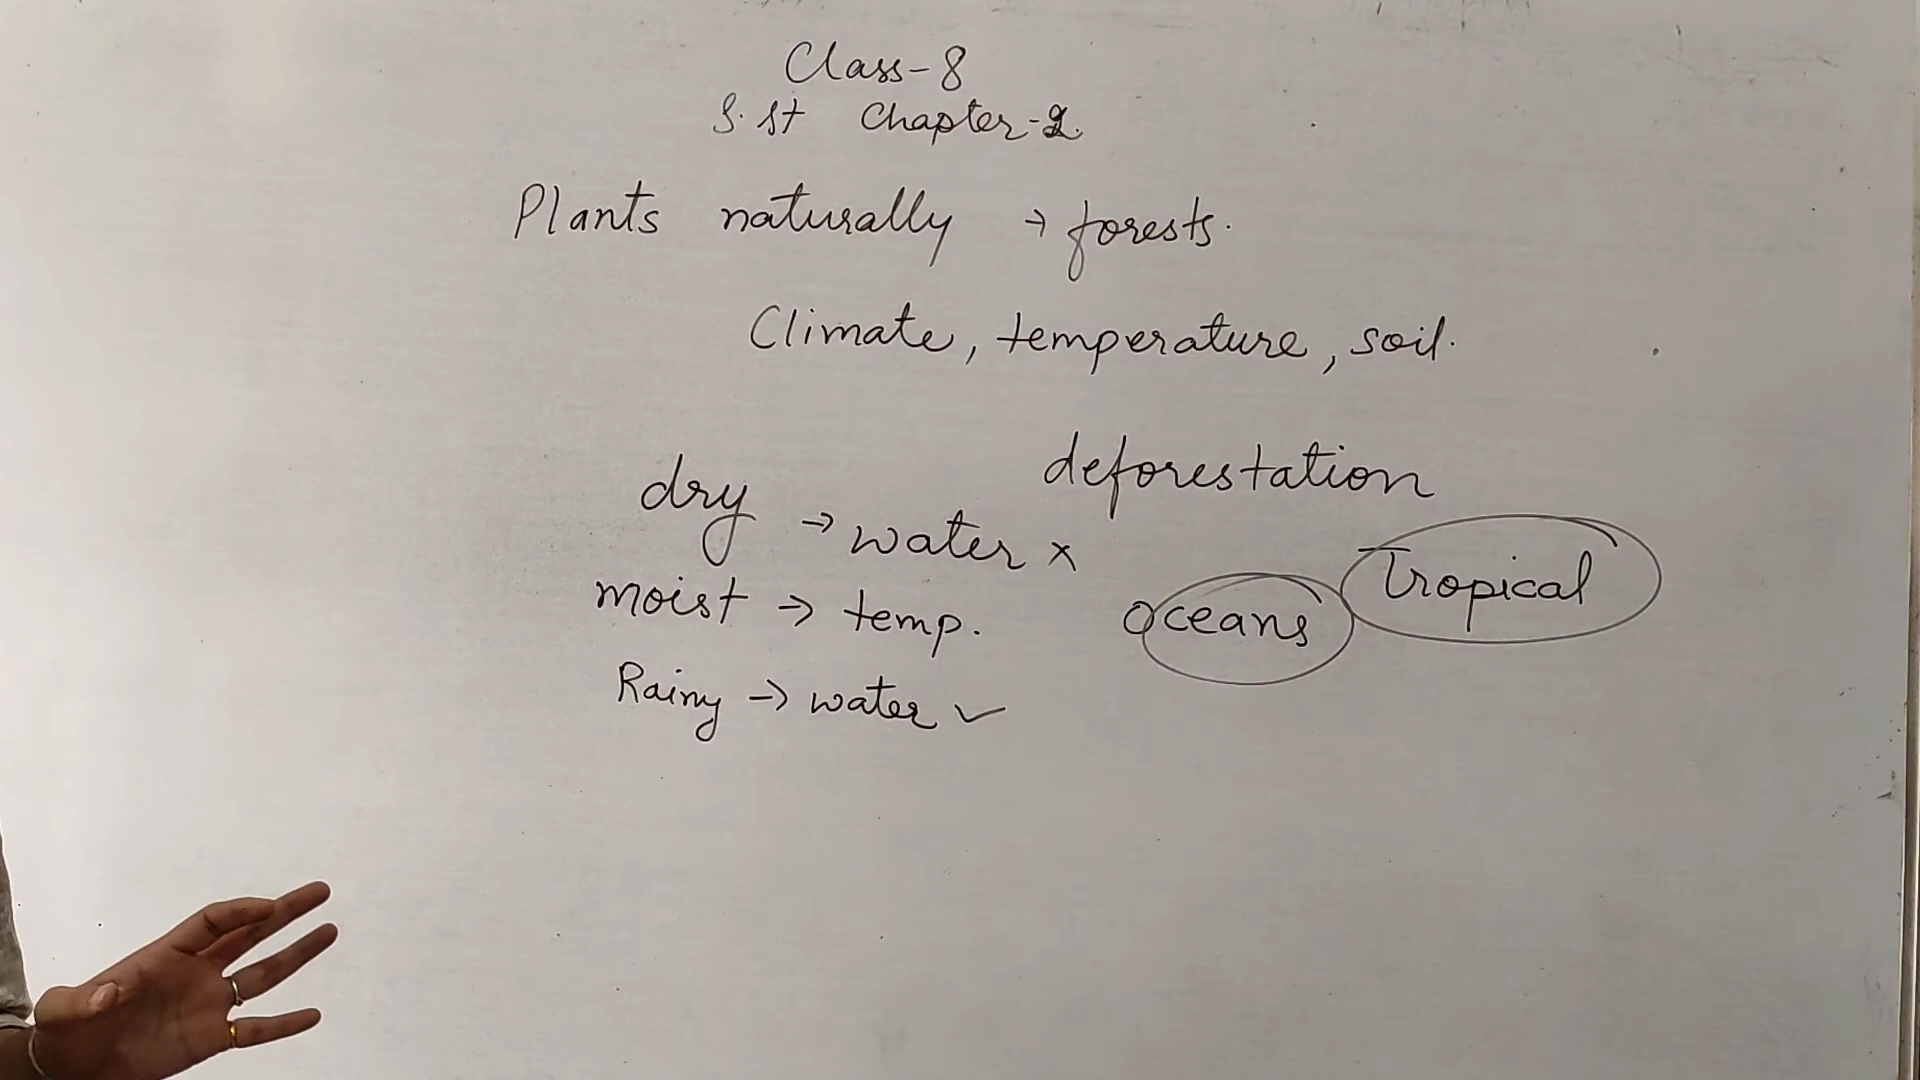 Class-8
S.St Chapter-2.
Plants naturally → forests.
Climate, temperature, soil.
deforestation
dry → water ×
Tropical
moist → temp.
oceans
Rainy → water ✓